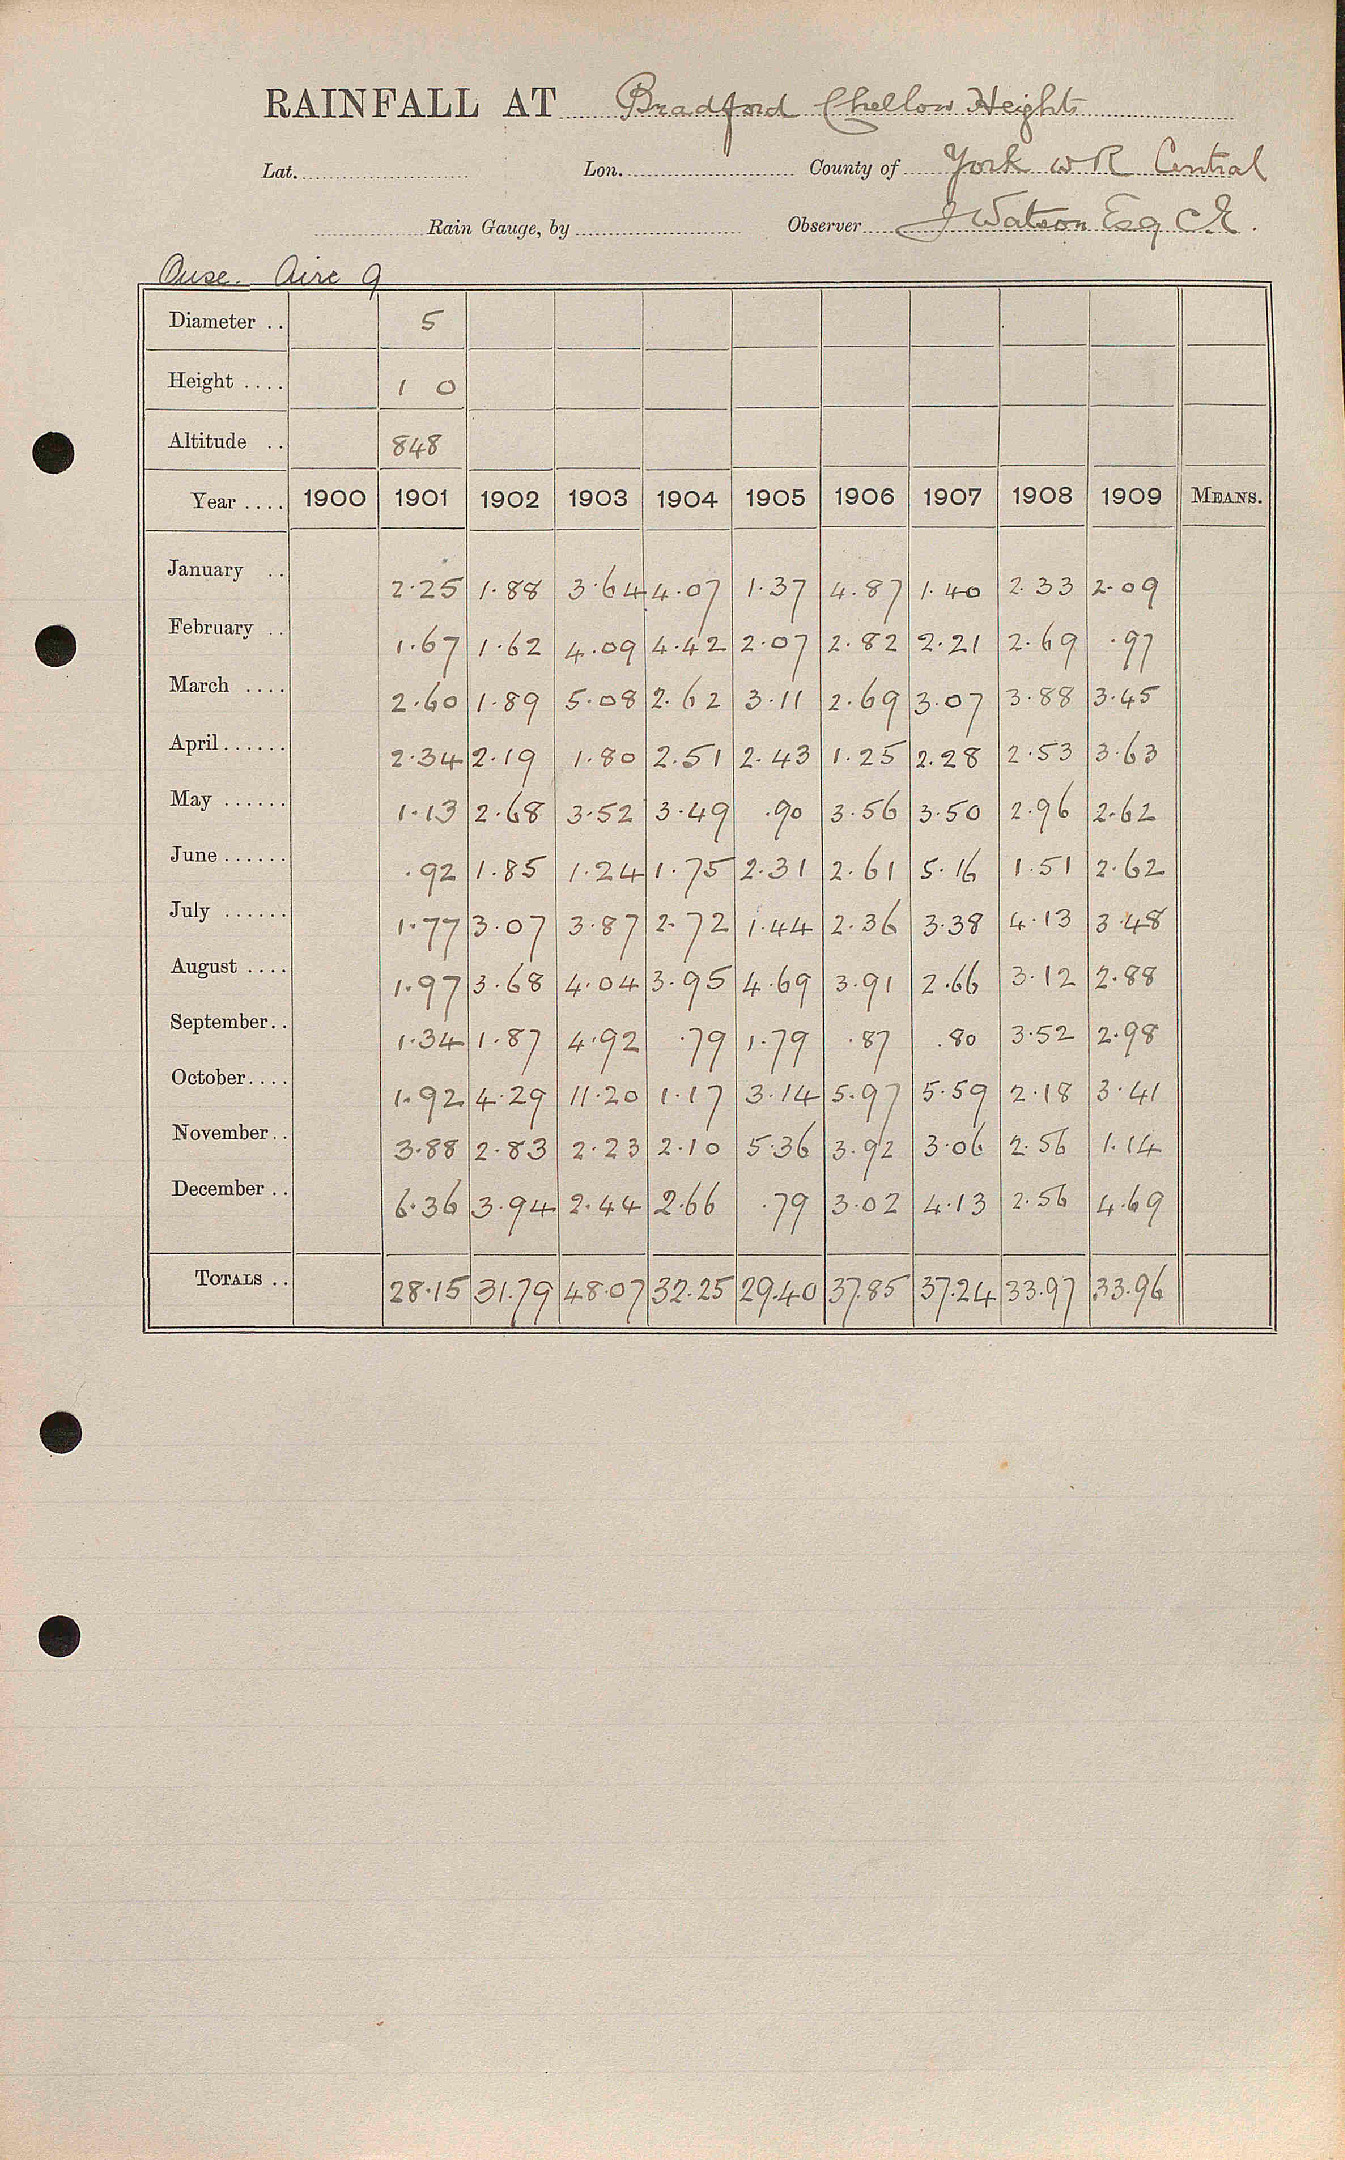 RAINFALL AT Bradford Chellow Heights
Lat. Lon. County of York W R Central
Rain Gauge, by Observer J Watson Esq C.E.
Ouse. Aire 9
Diameter .. 5
Height .... 1 0
Altitude .. 848
Year .... 1900 1901 1902 1903 1904 1905 1906 1907 1908 1909 MEANS.
January .. 2.25 1.88 3.64 4.07 1.37 4.87 1.40 2.33 2.09
February .. 1.67 1.62 4.09 4.42 2.07 2.82 2.21 2.69 .97
March .... 2.60 1.89 5.08 2.62 3.11 2.69 3.07 3.88 3.45
April...... 2.34 2.19 1.80 2.51 2.43 1.25 2.28 2.53 3.63
May ...... 1.13 2.68 3.52 3.49 .90 3.56 3.50 2.96 2.62
June...... .92 1.85 1.24 1.75 2.31 2.61 5.16 1.51 2.62
July ...... 1.77 3.07 3.87 2.72 1.44 2.36 3.38 4.13 3.48
August .... 1.97 3.68 4.04 3.95 4.69 3.91 2.66 3.12 2.88
September.. 1.34 1.87 4.92 .79 1.79 .87 .80 3.52 2.98
October.... 1.92 4.29 11.20 1.17 3.14 5.97 5.59 2.18 3.41
November.. 3.88 2.83 2.23 2.10 5.36 3.92 3.06 2.56 1.14
December .. 6.36 3.94 2.44 2.66 .79 3.02 4.13 2.56 4.69
TOTALS .. 28.15 31.79 48.07 32.25 29.40 37.85 37.24 33.97 33.96